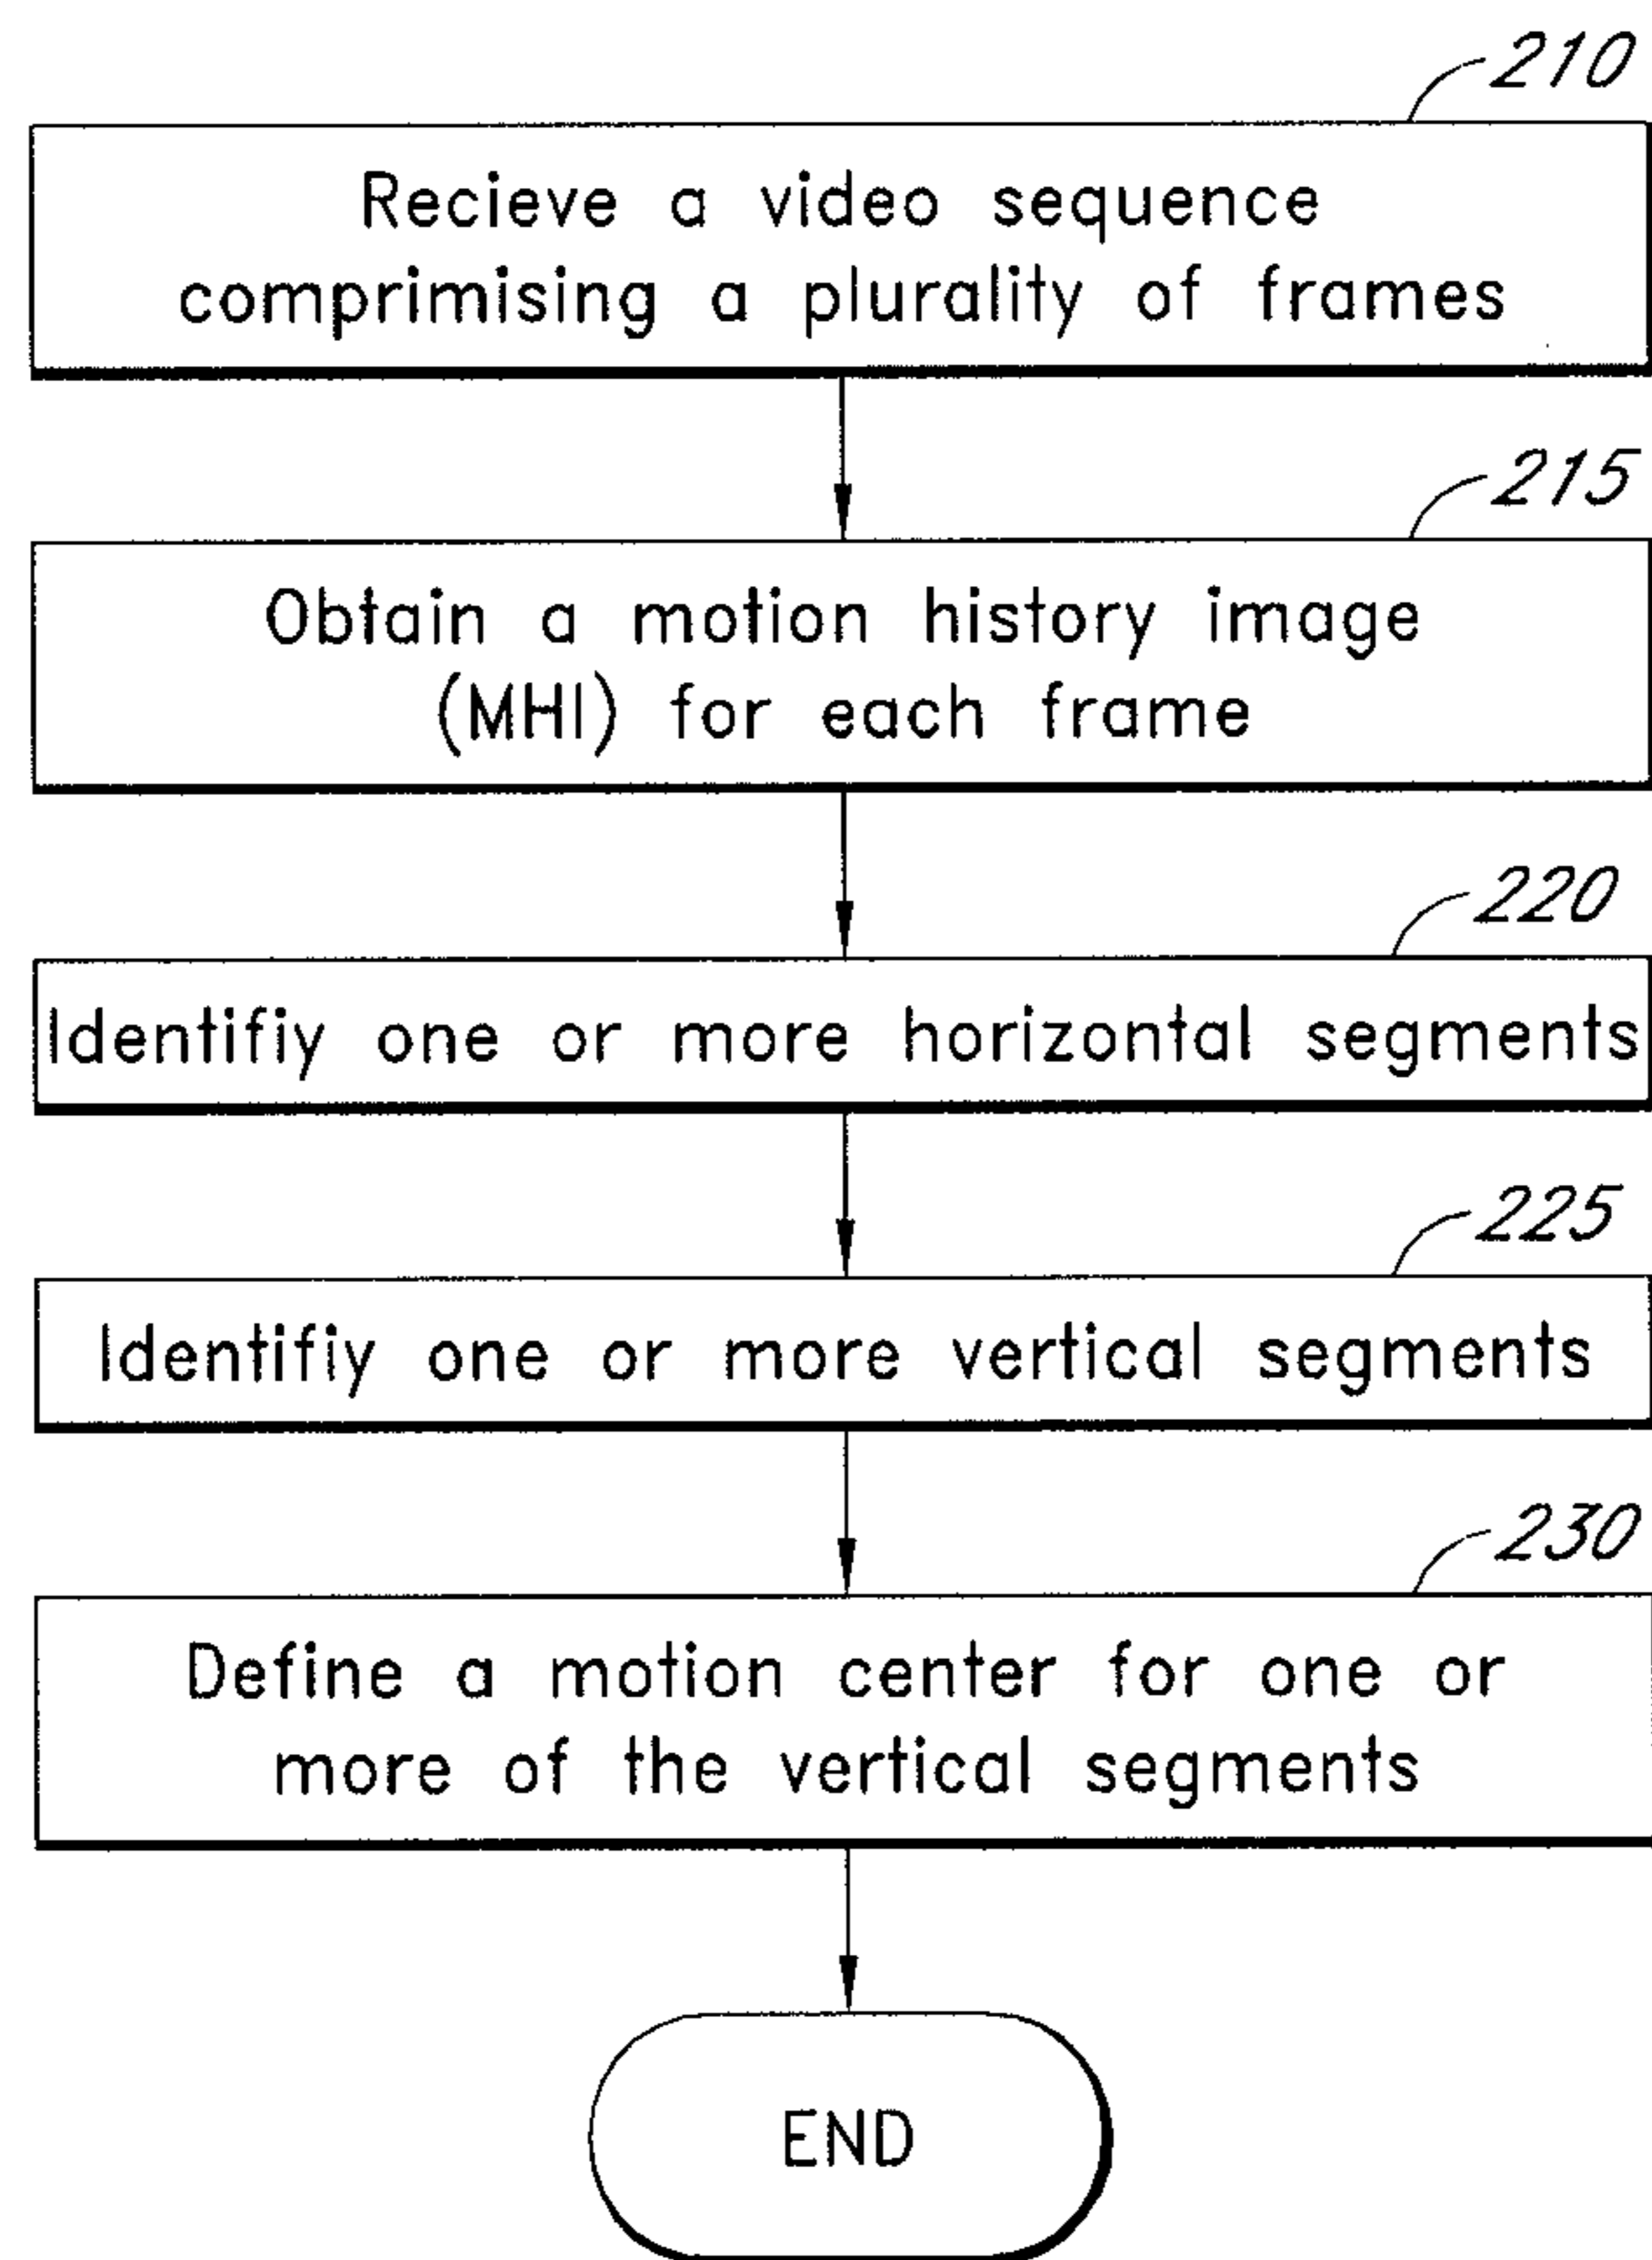 210
Recieve a video sequence
comprimising a plurality of frames
215
Obtain a motion history image
(MHI) for each frame
220
Identifiy one or more horizontal segments
225
Identifiy one or more vertical segments
230
Define a motion center for one or
more of the vertical segments
END